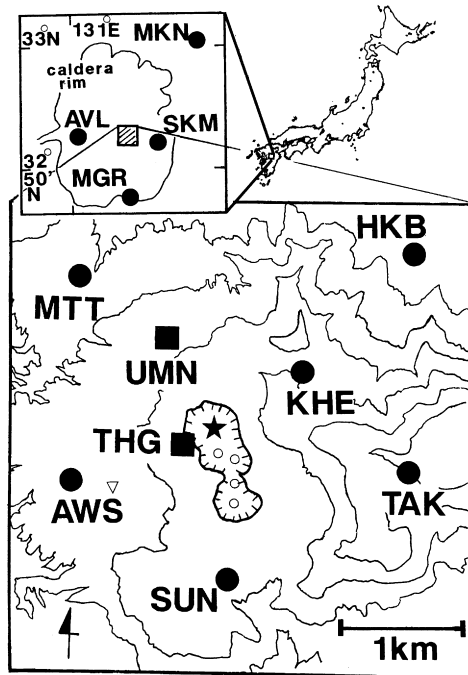 131E
MKN
33N
caldera
rim
AVL
SKM
32
50'
N
MGR
HKB
MTT
UMN
KHE
THG
AWS
TAK
SUN
1km